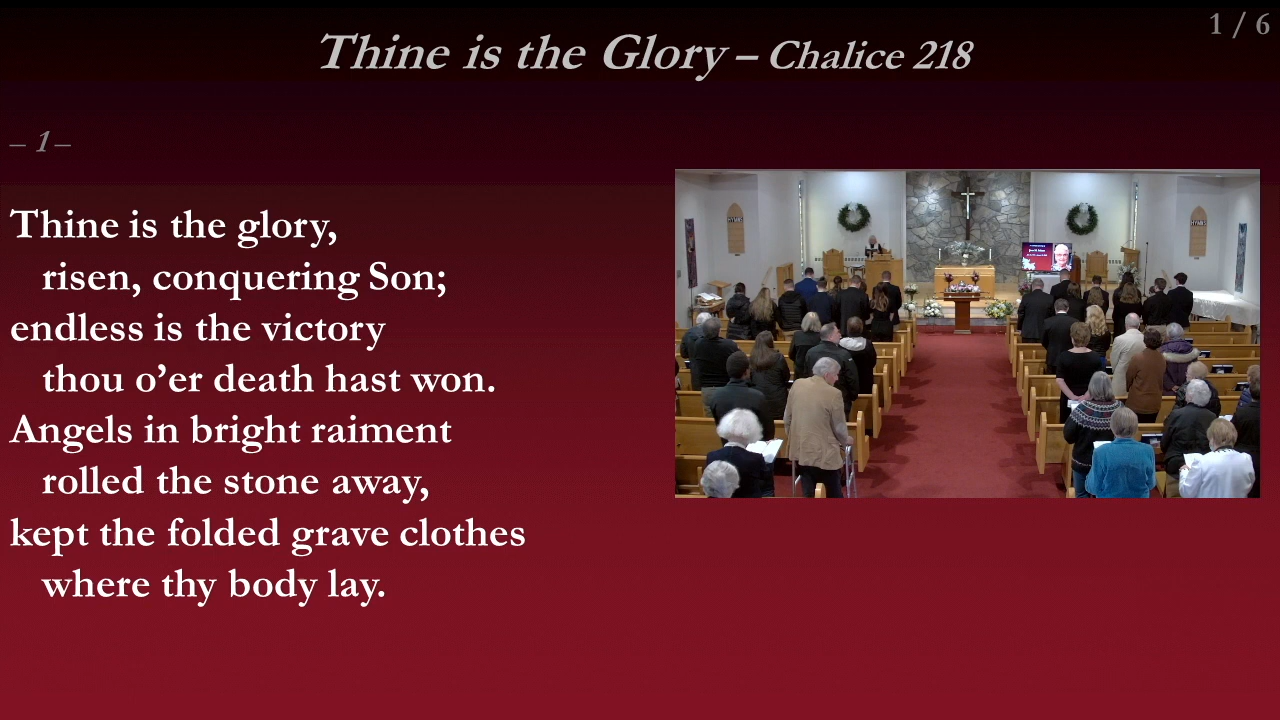 Thine is the Glory – Chalice 218
1 / 6
– 1 –
Thine is the glory,
risen, conquering Son;
endless is the victory
thou o’er death hast won.
Angels in bright raiment
rolled the stone away,
kept the folded grave clothes
where thy body lay.
HYMNS
HYMNS